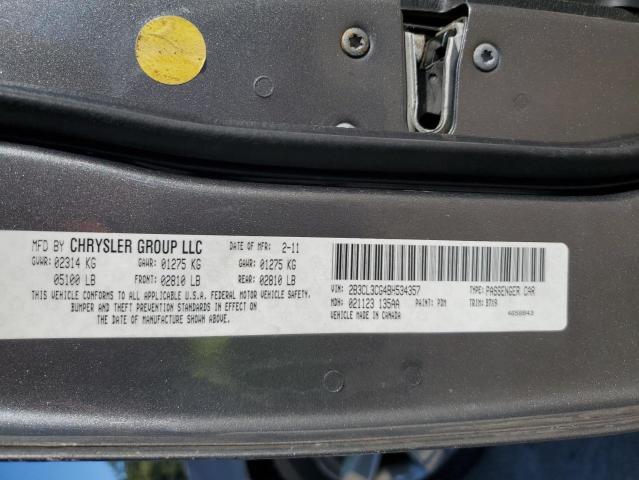 MFD BY CHRYSLER GROUP LLC DATE OF MFR: 2-11
GVWR: 02314 KG GAWR: 01275 KG GAWR: 01275 KG
05100 LB FRONT: 02810 LB REAR: 02810 LB
THIS VEHICLE CONFORMS TO ALL APPLICABLE U.S.A. FEDERAL MOTOR VEHICLE SAFETY,
BUMPER AND THEFT PREVENTION STANDARDS IN EFFECT ON
THE DATE OF MANUFACTURE SHOWN ABOVE.
VIN: 2B3CL3CG4BH534357 TYPE: PASSENGER CAR
MDH: 021123 135AA PAINT: PDM TRIM: B7X9
VEHICLE MADE IN CANADA